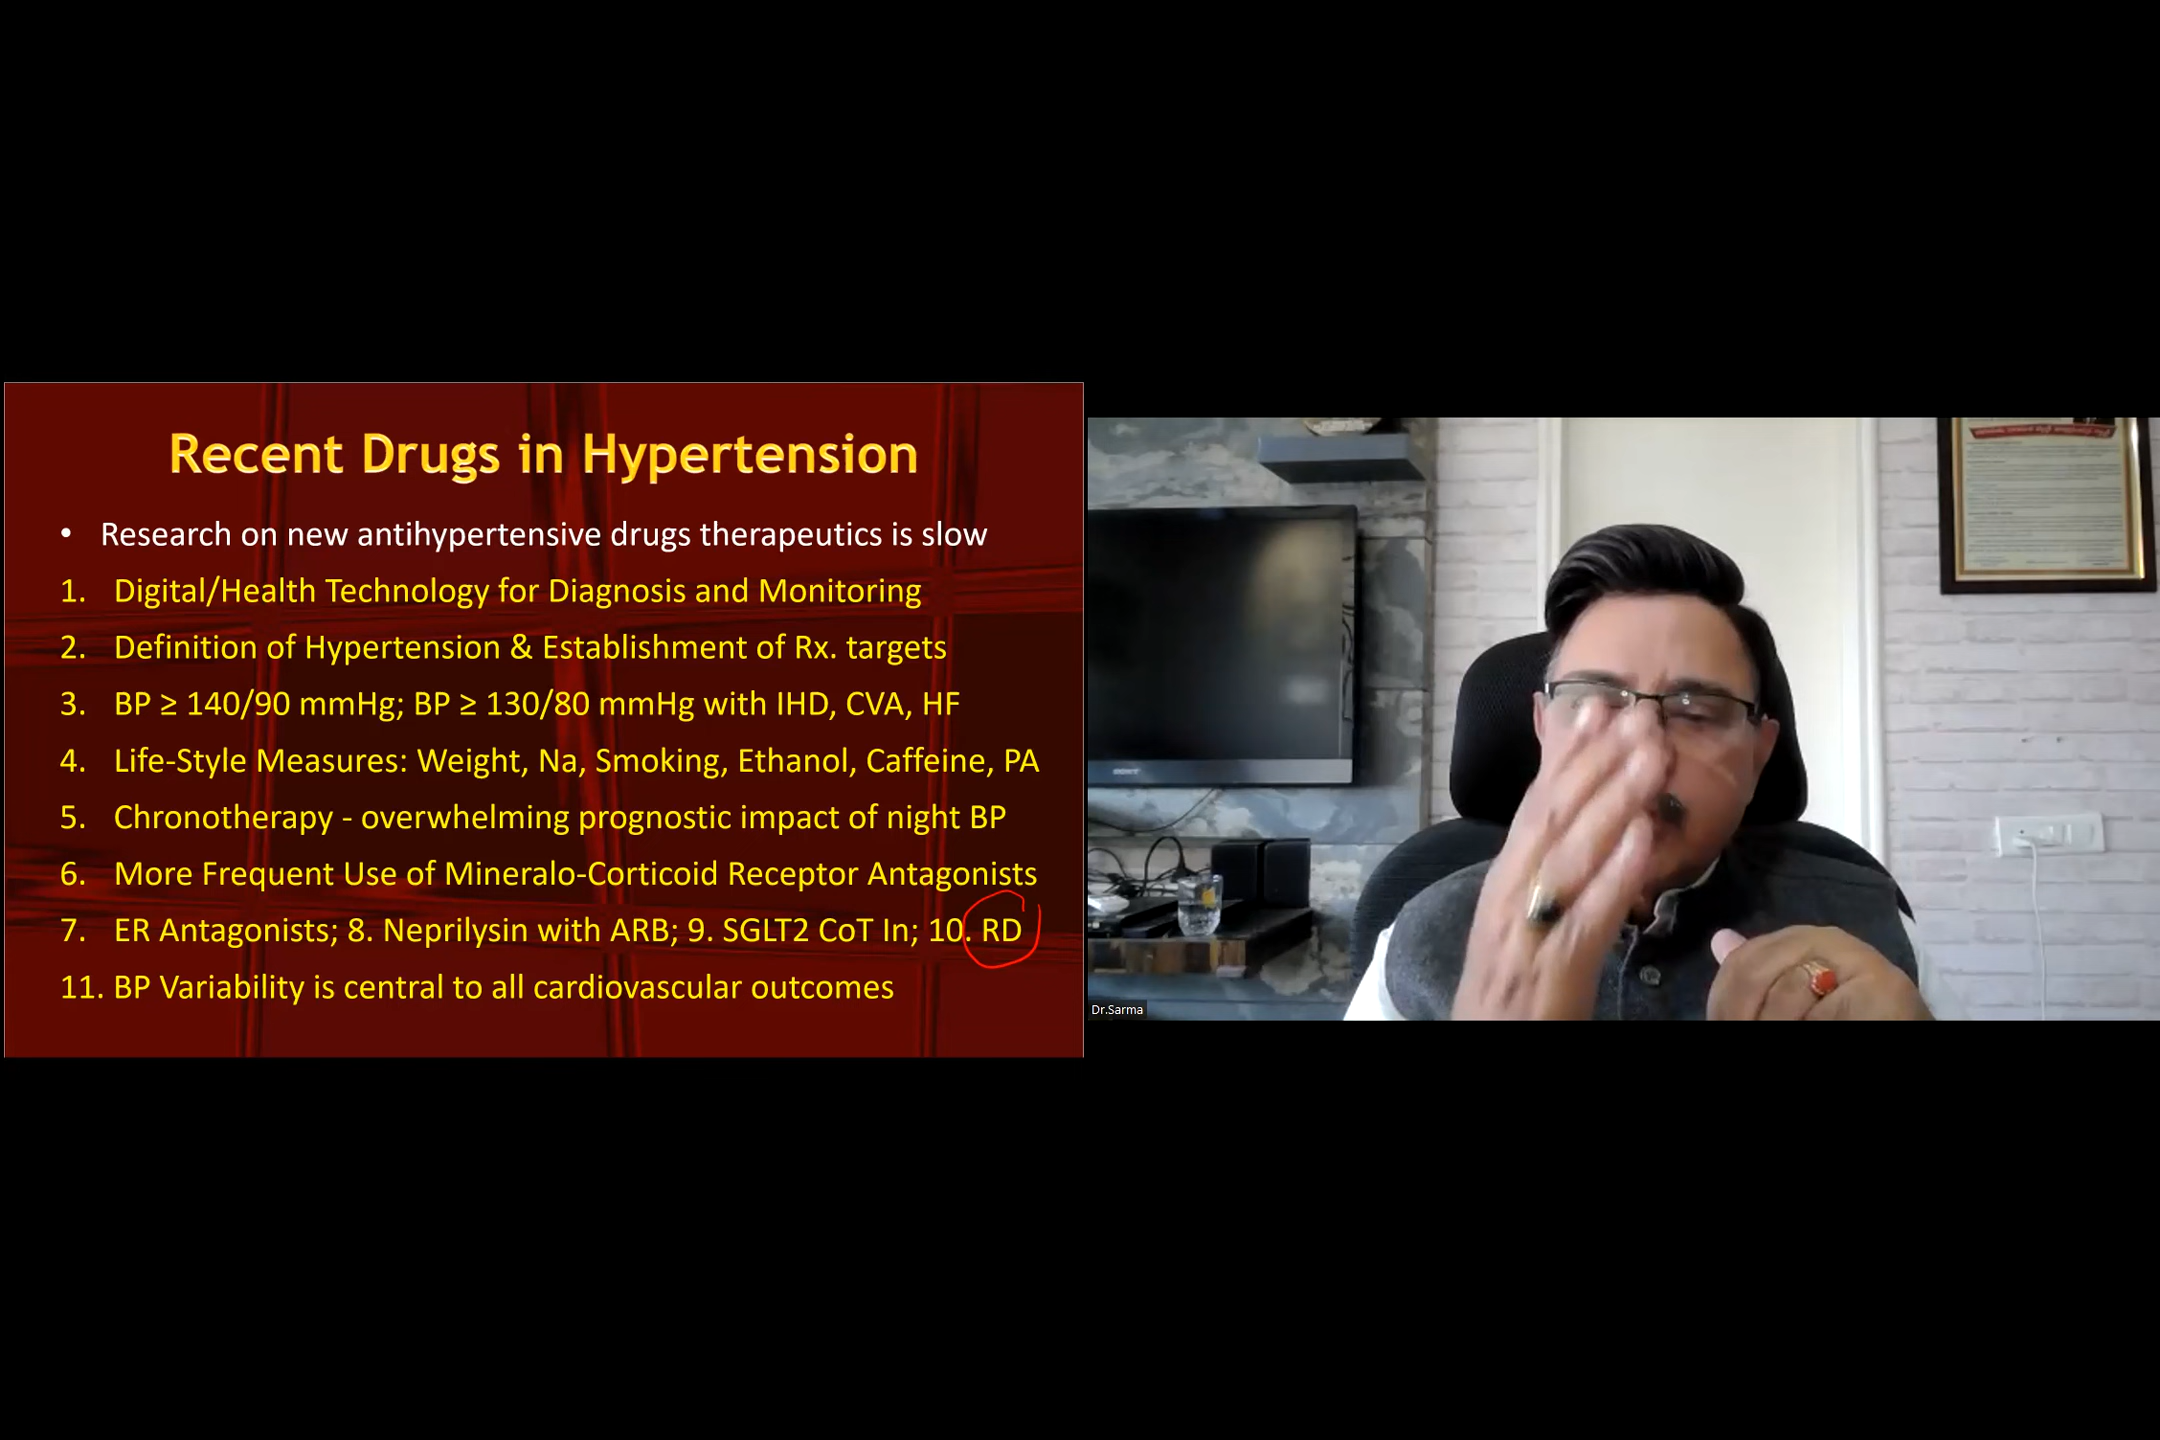 Recent Drugs in Hypertension
• Research on new antihypertensive drugs therapeutics is slow
1. Digital/Health Technology for Diagnosis and Monitoring
2. Definition of Hypertension & Establishment of Rx. targets
3. BP ≥ 140/90 mmHg; BP ≥ 130/80 mmHg with IHD, CVA, HF
4. Life-Style Measures: Weight, Na, Smoking, Ethanol, Caffeine, PA
5. Chronotherapy - overwhelming prognostic impact of night BP
6. More Frequent Use of Mineralo-Corticoid Receptor Antagonists
7. ER Antagonists; 8. Neprilysin with ARB; 9. SGLT2 CoT In; 10. RD
11. BP Variability is central to all cardiovascular outcomes
SONY
Dr.Sarma